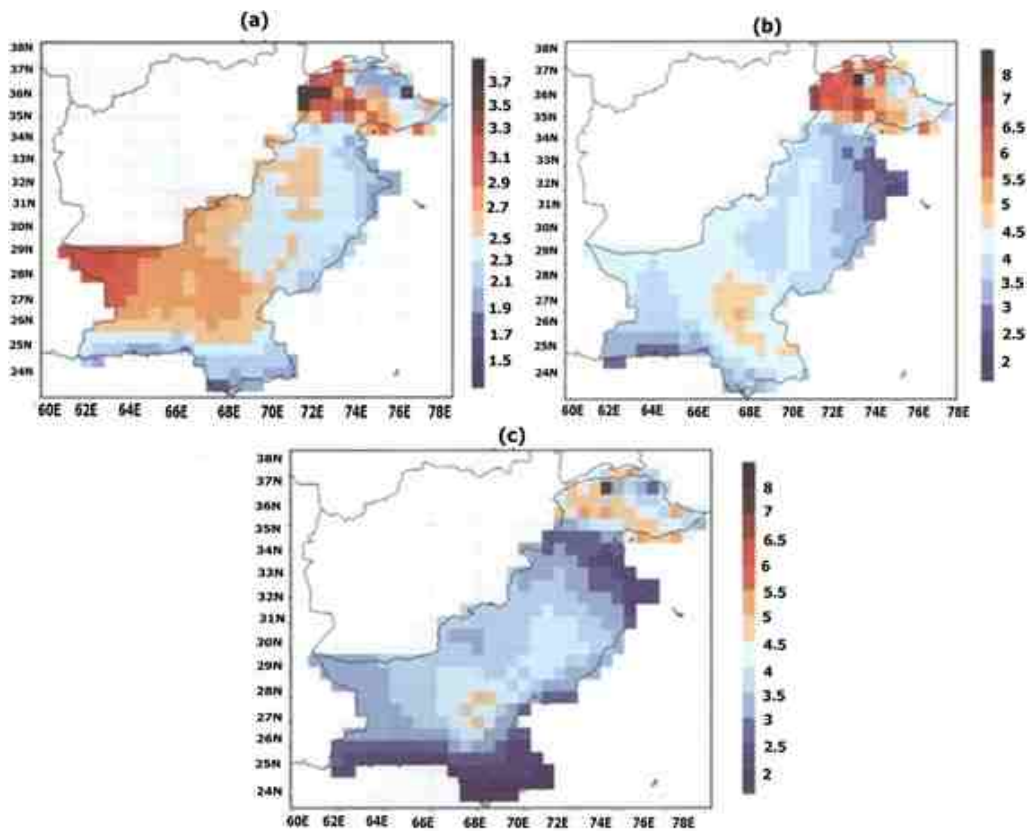 (a)
38N
37N
36N
35N
34N
33N
32N
31N
30N
29N
28N
27N
26N
25N
24N
60E 62E 64E 66E 68E 70E 72E 74E 76E 78E
3.7
3.5
3.3
3.1
2.9
2.7
2.5
2.3
2.1
1.9
1.7
1.5
(b)
38N
37N
36N
35N
34N
33N
32N
31N
30N
29N
28N
27N
26N
25N
24N
60E 62E 64E 66E 68E 70E 72E 74E 76E 78E
8
7
6.5
6
5.5
5
4.5
4
3.5
3
2.5
2
(c)
38N
37N
36N
35N
34N
33N
32N
31N
30N
29N
28N
27N
26N
25N
24N
60E 62E 64E 66E 68E 70E 72E 74E 76E 78E
8
7
6.5
6
5.5
5
4.5
4
3.5
3
2.5
2